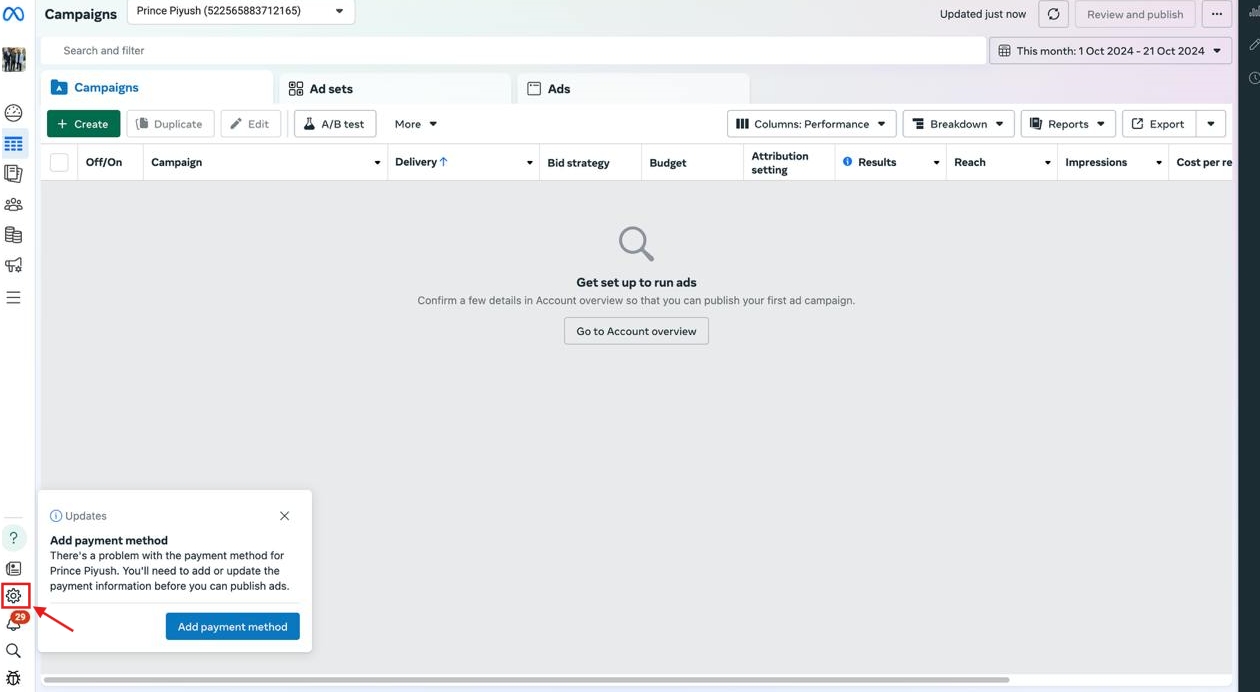 Campaigns
Prince Piyush (522565883712165)
Updated just now
Review and publish
Search and filter
This month: 1 Oct 2024 - 21 Oct 2024
Campaigns
Ad sets
Ads
+ Create
Duplicate
Edit
A/B test
More
Columns: Performance
Breakdown
Reports
Export
Off/On
Campaign
Delivery ↑
Bid strategy
Budget
Attribution
setting
Results
Reach
Impressions
Cost per re
Get set up to run ads
Confirm a few details in Account overview so that you can publish your first ad campaign.
Go to Account overview
Updates
Add payment method
There's a problem with the payment method for
Prince Piyush. You'll need to add or update the
payment information before you can publish ads.
Add payment method
?
29